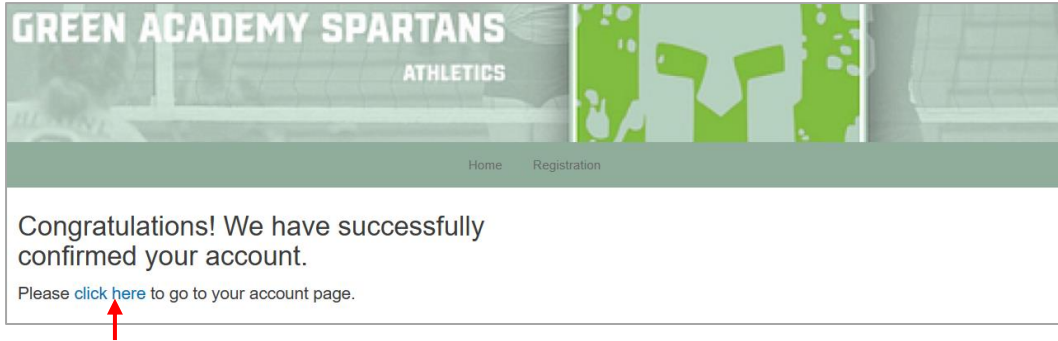 GREEN ACADEMY SPARTANS
ATHLETICS
Home Registration
Congratulations! We have successfully
confirmed your account.
Please click here to go to your account page.